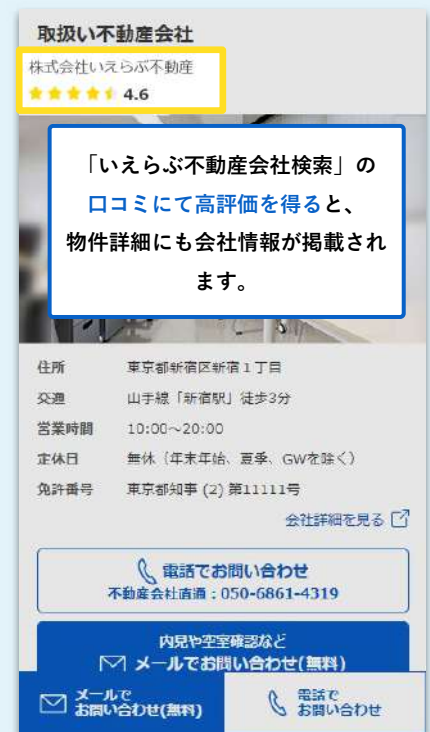 取扱い不動産会社
株式会社いえらぶ不動産
4.6
「いえらぶ不動産会社検索」の
口コミにて高評価を得ると、
物件詳細にも会社情報が掲載され
ます。
住所 東京都新宿区新宿1丁目
交通 山手線「新宿駅」徒歩3分
営業時間 10:00～20:00
定休日 無休（年末年始、夏季、GWを除く）
免許番号 東京都知事 (2) 第11111号
会社詳細を見る
電話でお問い合わせ
不動産会社直通：050-6861-4319
内見や空室確認など
メールでお問い合わせ(無料)
メールで
お問い合わせ(無料)
電話で
お問い合わせ